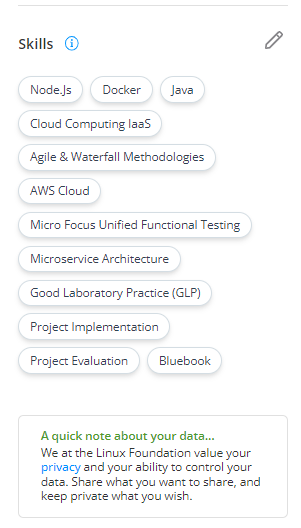 Skills
Node.Js Docker Java
Cloud Computing IaaS
Agile & Waterfall Methodologies
AWS Cloud
Micro Focus Unified Functional Testing
Microservice Architecture
Good Laboratory Practice (GLP)
Project Implementation
Project Evaluation Bluebook
A quick note about your data...
We at the Linux Foundation value your
privacy and your ability to control your
data. Share what you want to share, and
keep private what you wish.